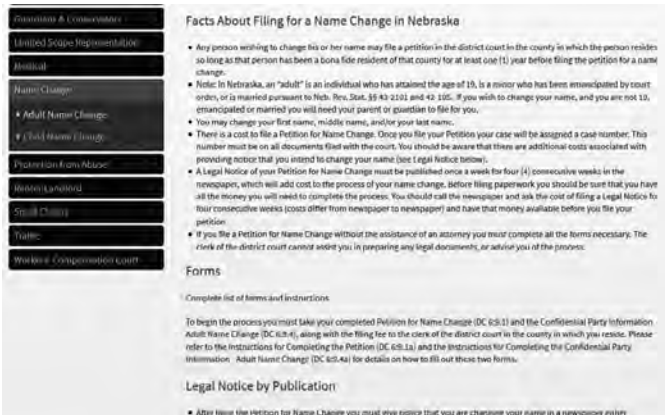 Guardians & Conservators
Limited Scope Representation
Medical
Name Change
• Adult Name Change
• Child Name Change
Protection from Abuse
Renter Landlord
Small Claims
Traffic
Workers' Compensation Court
Facts About Filing for a Name Change in Nebraska
• Any person wishing to change his or her name may file a petition in the district court in the county in which the person resides
so long as that person has been a bona fide resident of that county for at least one (1) year before filing the petition for a name
change.
• Note: In Nebraska, an "adult" is an individual who has attained the age of 19, is a minor who has been emancipated by court
order, or is married pursuant to Neb. Rev. Stat. §§ 43-2101 and 42-105. If you wish to change your name, and you are not 19,
emancipated or married you will need your parent or guardian to file for you.
• You may change your first name, middle name, and/or your last name.
• There is a cost to file a Petition for Name Change. Once you file your Petition your case will be assigned a case number. This
number must be on all documents filed with the court. You should be aware that there are additional costs associated with
providing notice that you intend to change your name (see Legal Notice below).
• A Legal Notice of your Petition for Name Change must be published once a week for four (4) consecutive weeks in the
newspaper, which will add cost to the process of your name change. Before filing paperwork you should be sure that you have
all the money you will need to complete the process. You should call the newspaper and ask the cost of filing a Legal Notice fo
four consecutive weeks (costs differ from newspaper to newspaper) and have that money available before you file your
petition.
• If you file a Petition for Name Change without the assistance of an attorney you must complete all the forms necessary. The
clerk of the district court cannot assist you in preparing any legal documents, or advise you of the process.
Forms
Complete list of forms and instructions
To begin the process you must take your completed Petition for Name Change (DC 6:9.1) and the Confidential Party Information
Adult Name Change (DC 6:9.4), along with the filing fee to the clerk of the district court in the county in which you reside. Please
refer to the Instructions for Completing the Petition (DC 6:9.1a) and the Instructions for Completing the Confidential Party
Information Adult Name Change (DC 6:9.4a) for details on how to fill out these two forms.
Legal Notice by Publication
• After filing the Petition for Name Change you must give notice that you are changing your name in a newspaper either